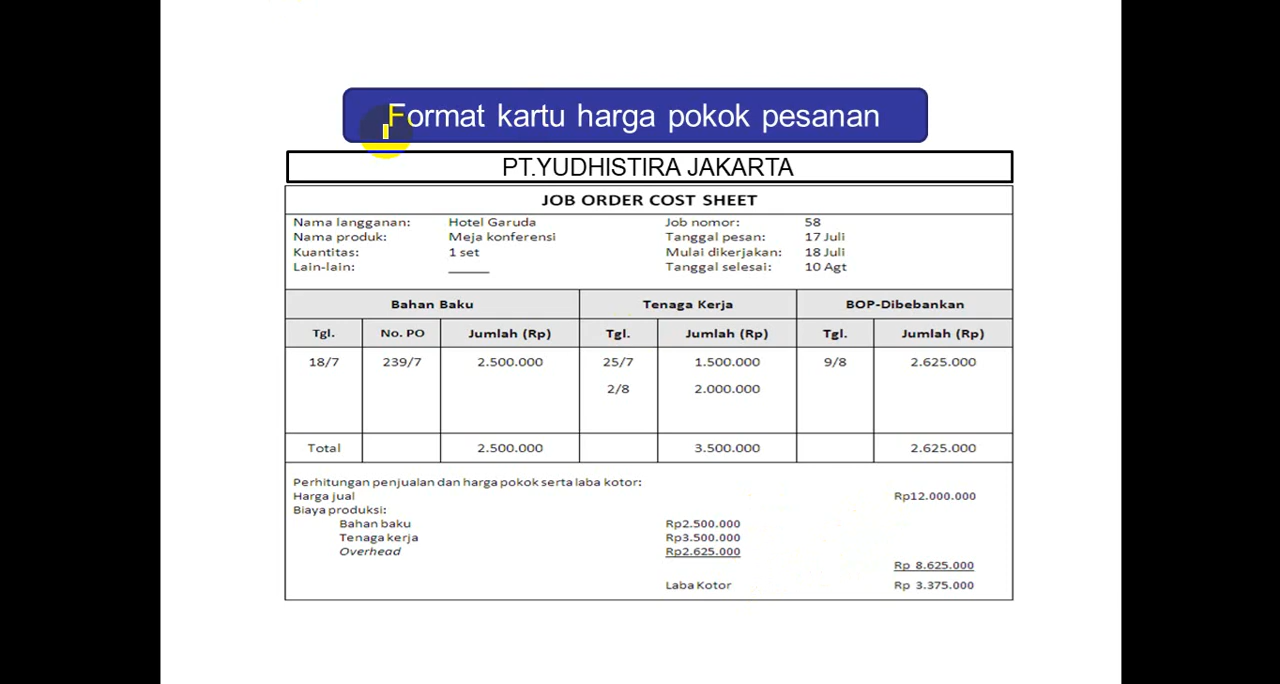 Format kartu harga pokok pesanan
PT.YUDHISTIRA JAKARTA
JOB ORDER COST SHEET
Nama langganan: Hotel Garuda Job nomor: 58
Nama produk: Meja konferensi Tanggal pesan: 17 Juli
Kuantitas: 1 set Mulai dikerjakan: 18 Juli
Lain-lain: Tanggal selesai: 10 Agt
Bahan Baku Tenaga Kerja BOP-Dibebankan
Tgl. No. PO Jumlah (Rp) Tgl. Jumlah (Rp) Tgl. Jumlah (Rp)
18/7 239/7 2.500.000 25/7 1.500.000 9/8 2.625.000
2/8 2.000.000
Total 2.500.000 3.500.000 2.625.000
Perhitungan penjualan dan harga pokok serta laba kotor:
Harga jual Rp12.000.000
Biaya produksi:
Bahan baku Rp2.500.000
Tenaga kerja Rp3.500.000
Overhead Rp2.625.000
Rp 8.625.000
Laba Kotor Rp 3.375.000